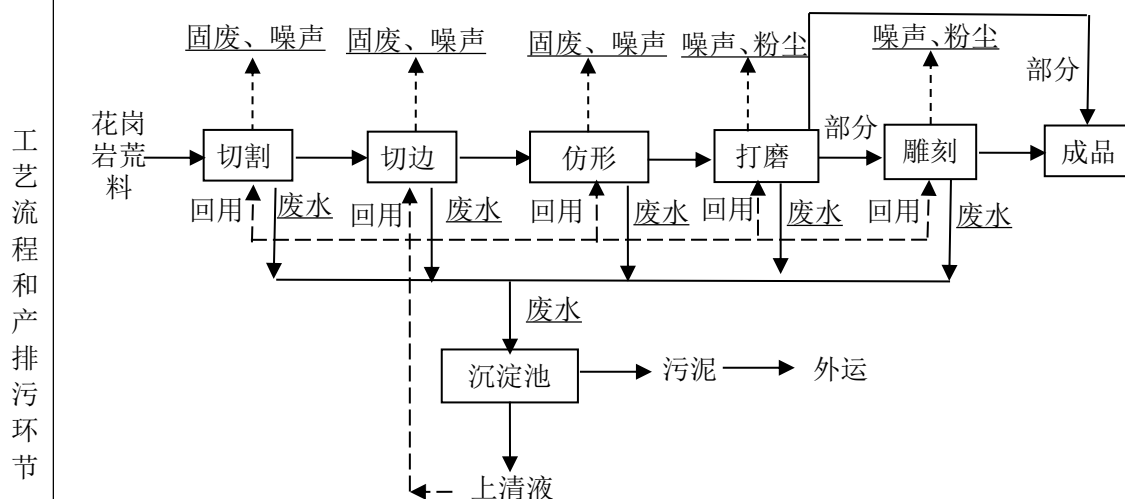 工艺流程和产排污环节
固废、噪声
固废、噪声
固废、噪声
噪声、粉尘
噪声、粉尘
部分
花岗
岩荒
料
切割
切边
仿形
打磨
部分
雕刻
成品
回用
废水
回用
废水
回用
废水
回用
废水
回用
废水
废水
沉淀池
污泥
外运
上清液